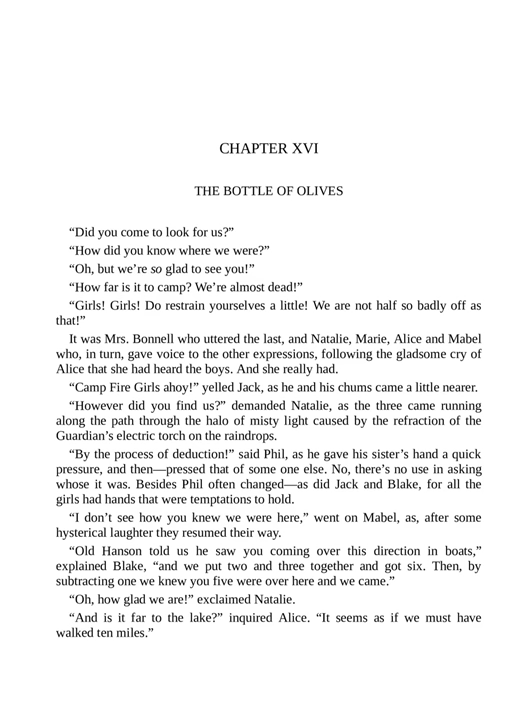 CHAPTER XVI
THE BOTTLE OF OLIVES
“Did you come to look for us?”
“How did you know where we were?”
“Oh, but we’re so glad to see you!”
“How far is it to camp? We’re almost dead!”
“Girls! Girls! Do restrain yourselves a little! We are not half so badly off as
that!”
It was Mrs. Bonnell who uttered the last, and Natalie, Marie, Alice and Mabel
who, in turn, gave voice to the other expressions, following the gladsome cry of
Alice that she had heard the boys. And she really had.
“Camp Fire Girls ahoy!” yelled Jack, as he and his chums came a little nearer.
“However did you find us?” demanded Natalie, as the three came running
along the path through the halo of misty light caused by the refraction of the
Guardian’s electric torch on the raindrops.
“By the process of deduction!” said Phil, as he gave his sister’s hand a quick
pressure, and then—pressed that of some one else. No, there’s no use in asking
whose it was. Besides Phil often changed—as did Jack and Blake, for all the
girls had hands that were temptations to hold.
“I don’t see how you knew we were here,” went on Mabel, as, after some
hysterical laughter they resumed their way.
“Old Hanson told us he saw you coming over this direction in boats,”
explained Blake, “and we put two and three together and got six. Then, by
subtracting one we knew you five were over here and we came.”
“Oh, how glad we are!” exclaimed Natalie.
“And is it far to the lake?” inquired Alice. “It seems as if we must have
walked ten miles.”